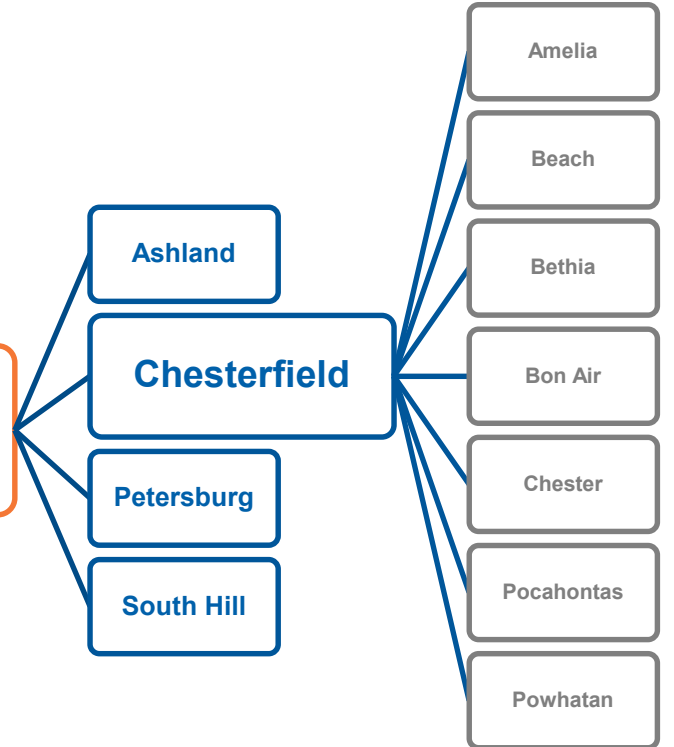 Ashland
Chesterfield
Petersburg
South Hill
Amelia
Beach
Bethia
Bon Air
Chester
Pocahontas
Powhatan